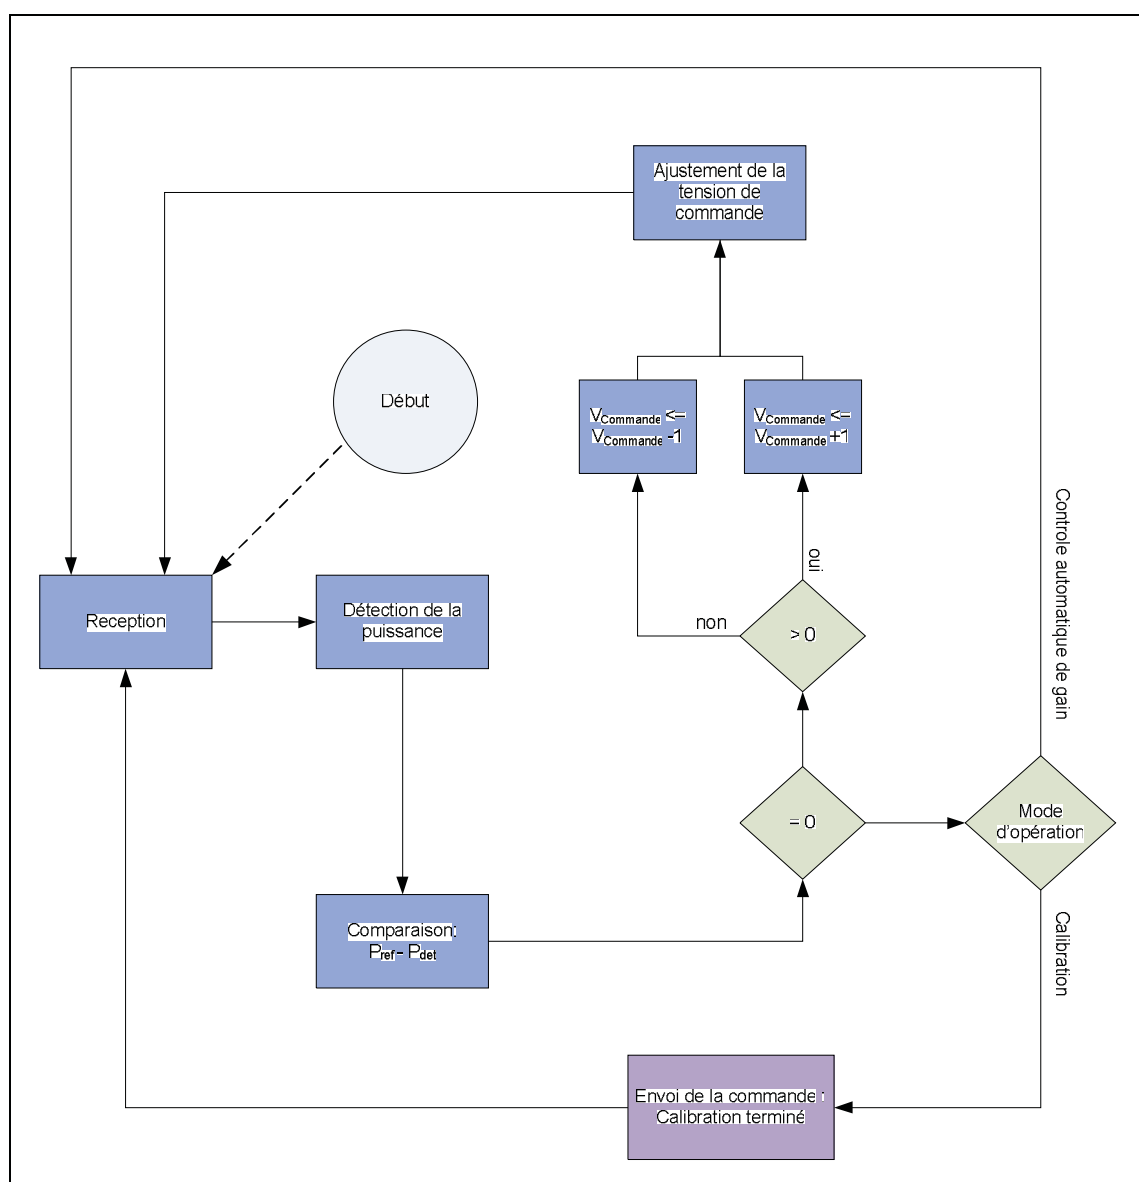 Ajustement de la
tension de
commande
Début
VCommande <=
VCommande -1
VCommande <=
VCommande +1
Controle automatique de gain
oui
Reception
Détection de la
puissance
non
> 0
= 0
Mode
d'opération
Comparaison:
Pref- Pdet
Calibration
Envoi de la commande :
Calibration terminé